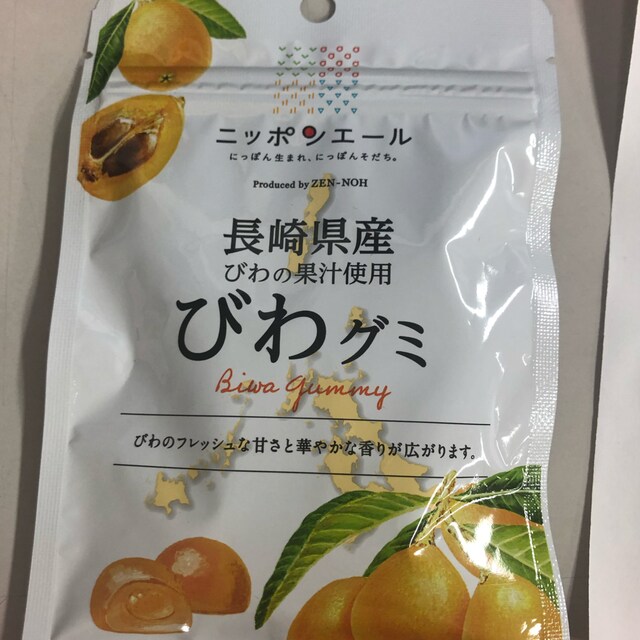 ニッポンエール
にっぽん生まれ、にっぽんそだち。
Produced by ZEN-NOH
長崎県産
びわの果汁使用
びわグミ
Biwa gummy
びわのフレッシュな甘さと華やかな香りが広がります。